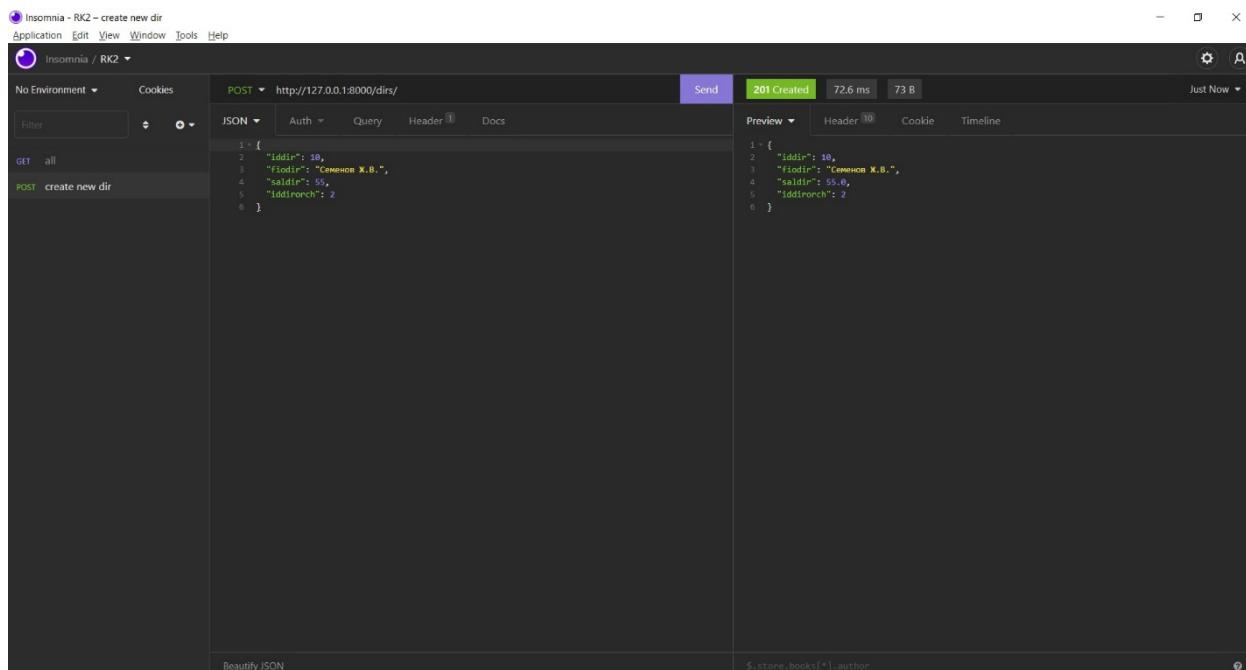 Insomnia - RK2 – create new dir
Application Edit View Window Tools Help
Insomnia / RK2
No Environment Cookies
POST http://127.0.0.1:8000/dirs/ Send
201 Created 72.6 ms 73 B Just Now
Filter
JSON Auth Query Header 1 Docs
Preview Header 10 Cookie Timeline
GET all
POST create new dir
1 {
2 "iddir": 10,
3 "fiodir": "Семенов Ж.В.",
4 "saldir": 55,
5 "iddirorch": 2
6 }
1 {
2 "iddir": 10,
3 "fiodir": "Семенов Ж.В.",
4 "saldir": 55.0,
5 "iddirorch": 2
6 }
Beautify JSON
$.store.books[*].author